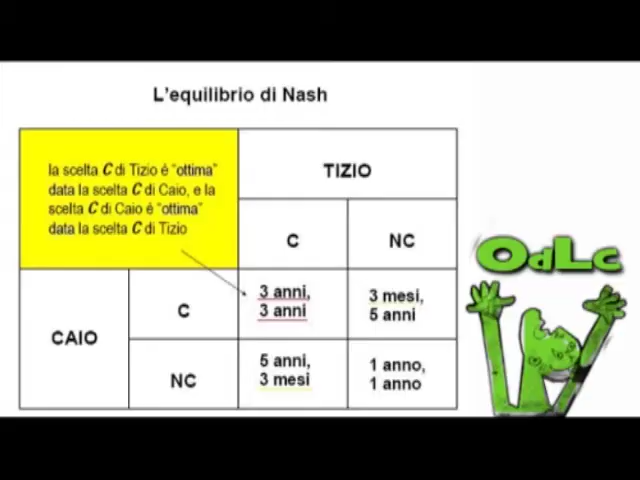 L'equilibrio di Nash
la scelta C di Tizio é "ottima"
data la scelta C di Caio, e la
scelta C di Caio é "ottima"
data la scelta C di Tizio
TIZIO
C
NC
CAIO
C
3 anni,
3 anni
3 mesi,
5 anni
NC
5 anni,
3 mesi
1 anno,
1 anno
OdLc